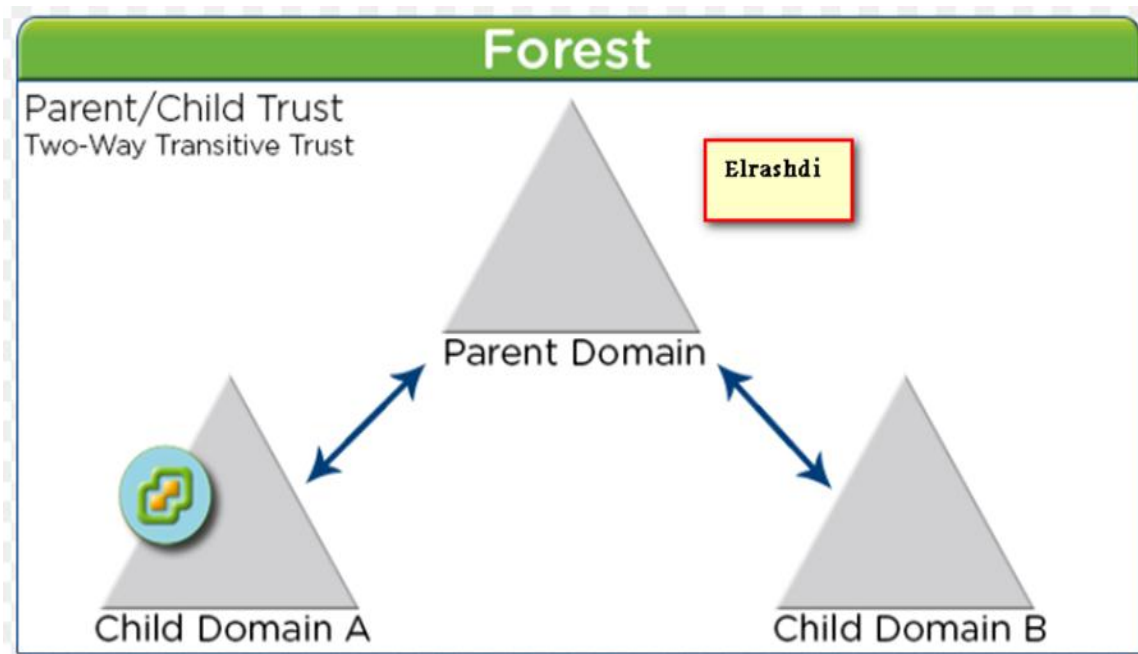 Forest
Parent/Child Trust
Two-Way Transitive Trust
Elrashdi
Parent Domain
Child Domain A
Child Domain B